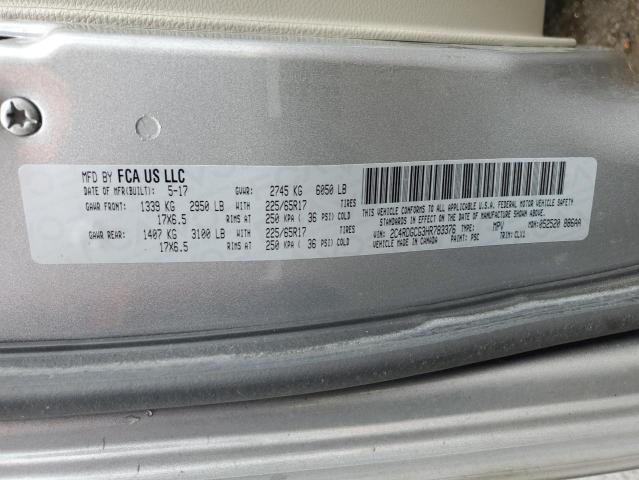 MFD BY FCA US LLC
DATE OF MFR(BUILT): 5-17 GVWR: 2745 KG 6050 LB
GAWR FRONT: 1339 KG 2950 LB WITH 225/65R17 TIRES
17X6.5 RIMS AT 250 KPA ( 36 PSI) COLD
GAWR REAR: 1407 KG 3100 LB WITH 225/65R17 TIRES
17X6.5 RIMS AT 250 KPA ( 36 PSI) COLD
THIS VEHICLE CONFORMS TO ALL APPLICABLE U.S.A. FEDERAL MOTOR VEHICLE SAFETY
STANDARDS IN EFFECT ON THE DATE OF MANUFACTURE SHOWN ABOVE.
VIN: 2C4RDGCG3HR783376 TYPE: MPV MDH: 052520 886AA
VEHICLE MADE IN CANADA PAINT: PSC TRIM: CLV1